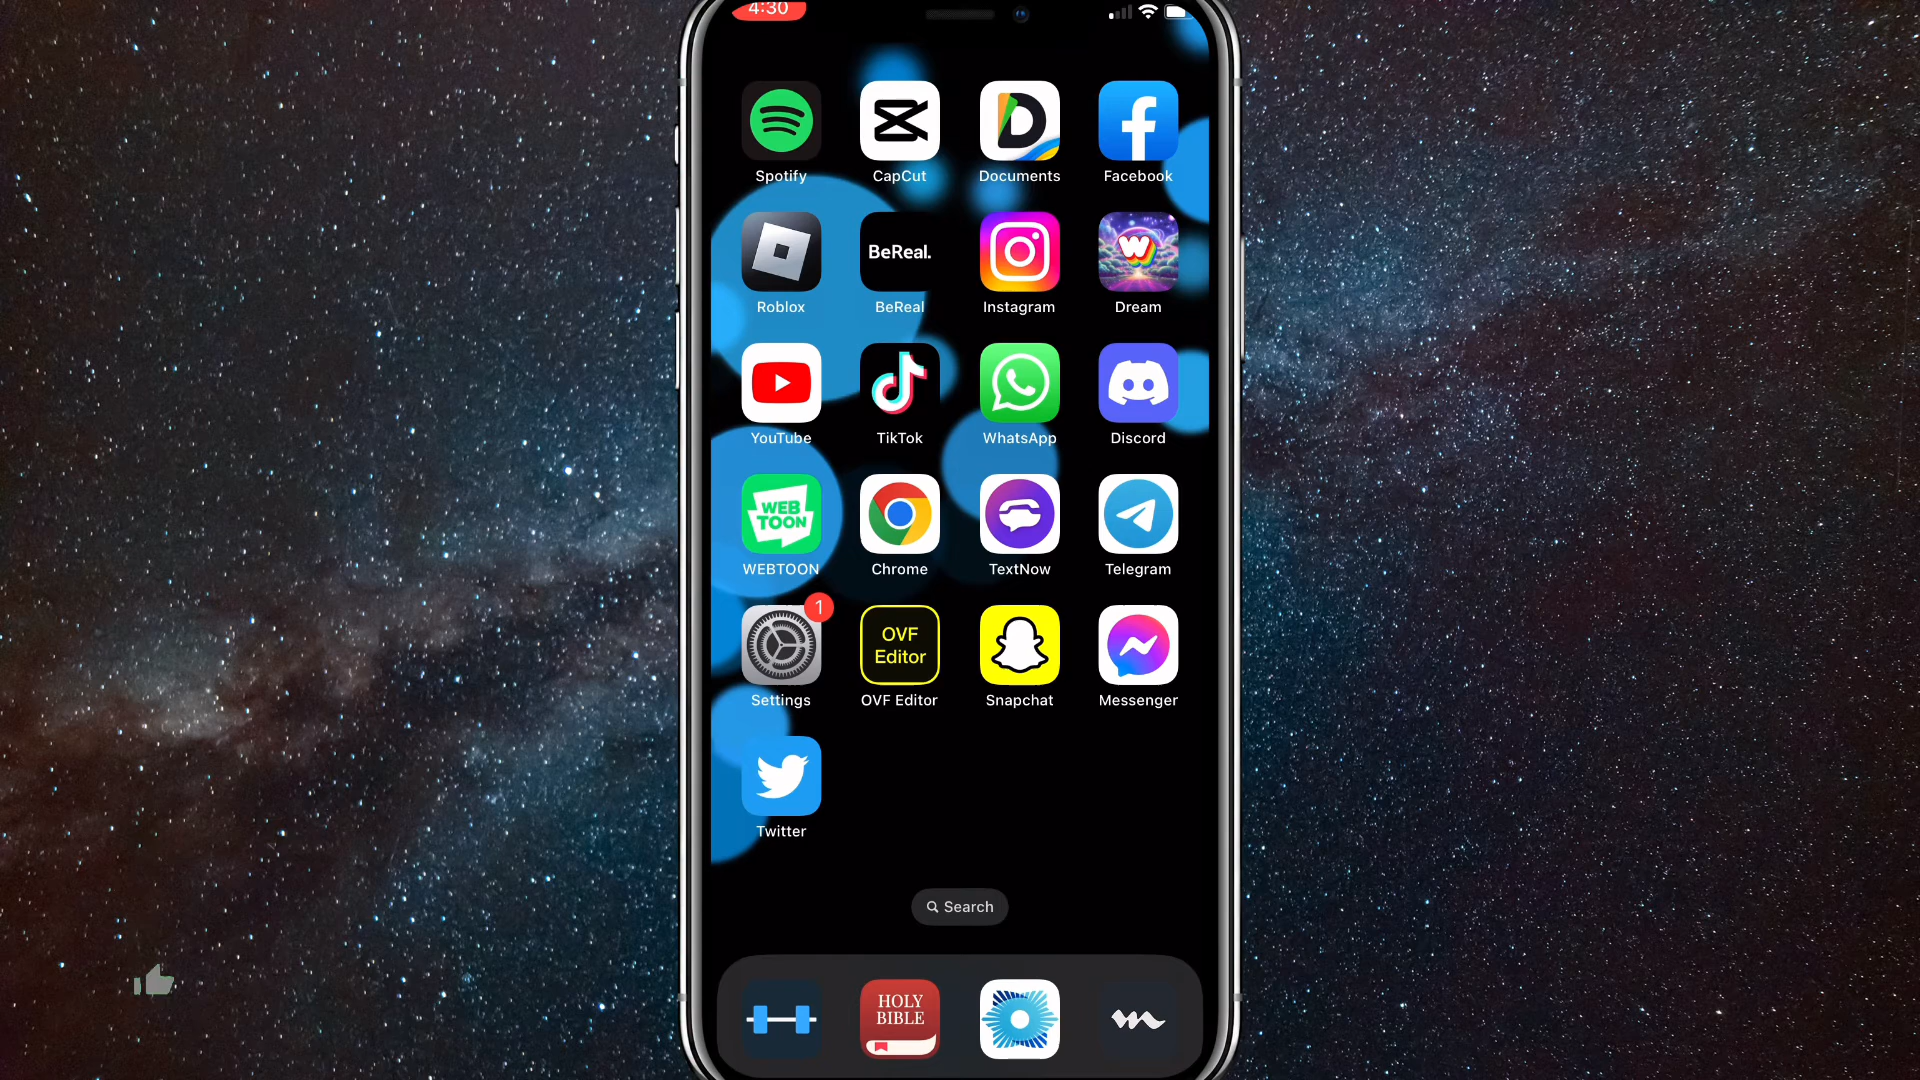 4:30
Spotify CapCut Documents Facebook
BeReal.
Roblox BeReal Instagram Dream
YouTube TikTok WhatsApp Discord
WEB
TOON
WEBTOON Chrome TextNow Telegram
1
OVF
Editor
Settings OVF Editor Snapchat Messenger
Twitter
Search
HOLY
BIBLE